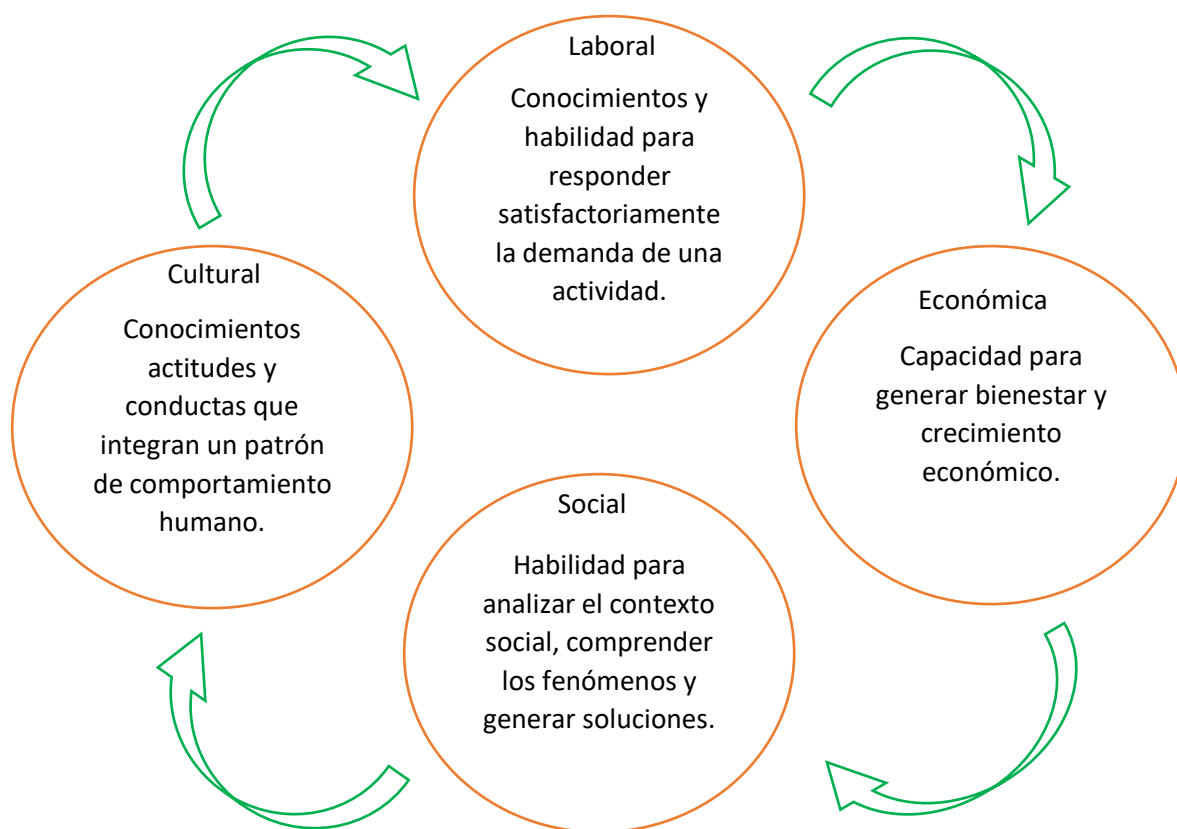 Laboral
Conocimientos y
habilidad para
responder
satisfactoriamente
la demanda de una
actividad.
Cultural
Conocimientos
actitudes y
conductas que
integran un patrón
de comportamiento
humano.
Económica
Capacidad para
generar bienestar y
crecimiento
económico.
Social
Habilidad para
analizar el contexto
social, comprender
los fenómenos y
generar soluciones.